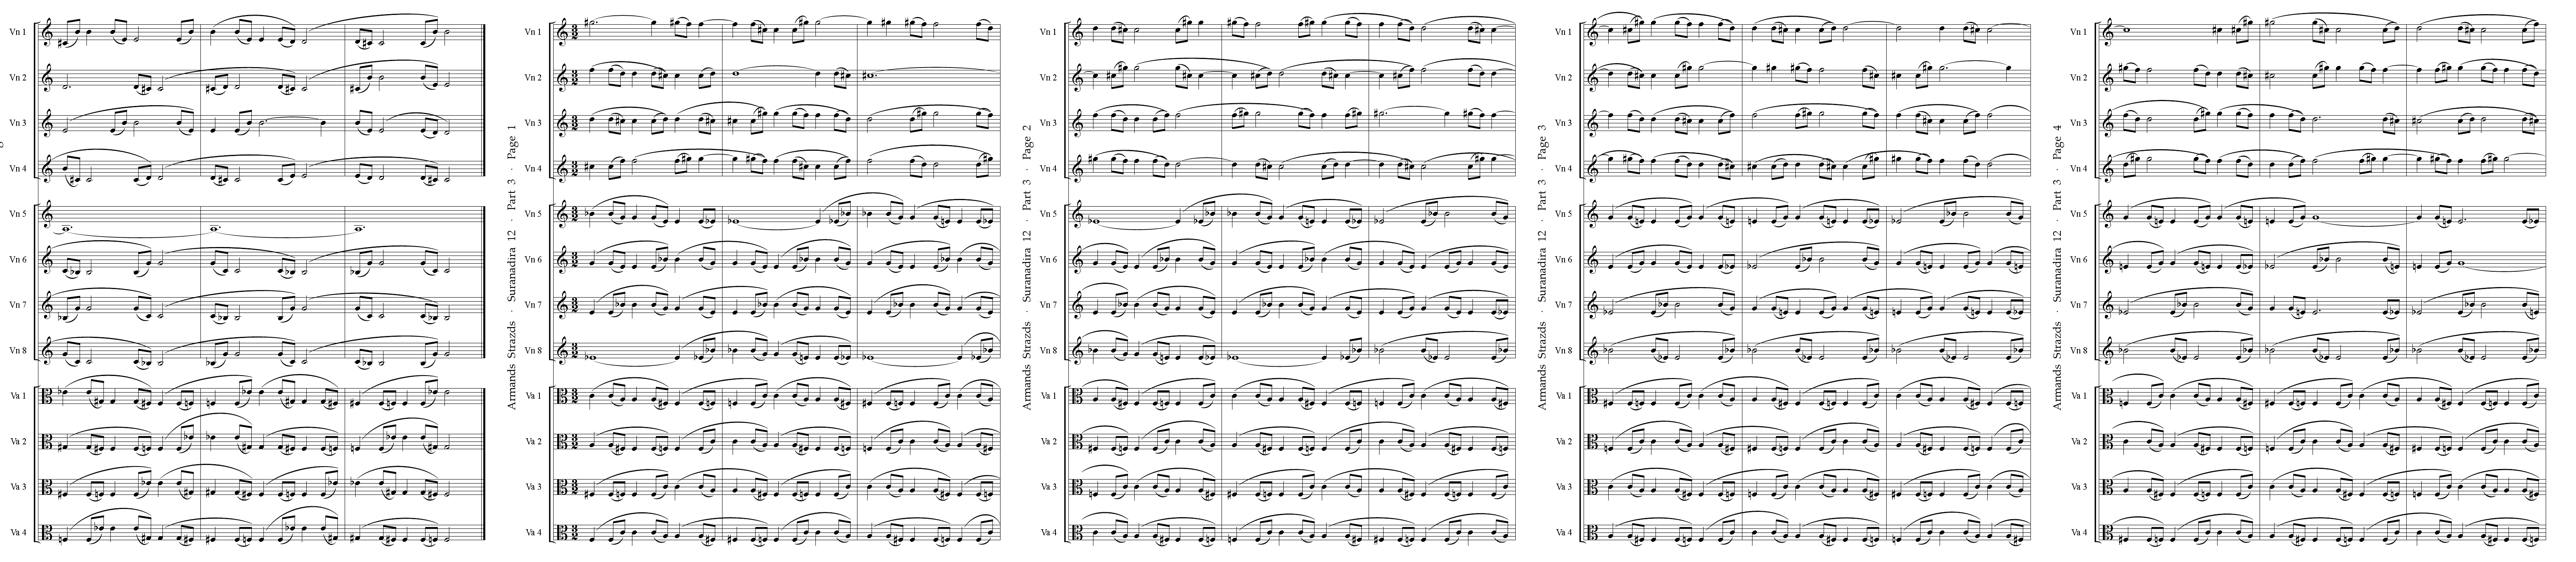 Vn 1
Vn 2
Vn 3
Vn 4
Vn 5
Vn 6
Vn 7
Vn 8
Va 1
Va 2
Va 3
Va 4
Armands Strazds · Suranadira 12 · Part 3 · Page 1
Vn 1
Vn 2
Vn 3
Vn 4
Vn 5
Vn 6
Vn 7
Vn 8
Va 1
Va 2
Va 3
Va 4
3 2
Armands Strazds · Suranadira 12 · Part 3 · Page 2
Vn 1
Vn 2
Vn 3
Vn 4
Vn 5
Vn 6
Vn 7
Vn 8
Va 1
Va 2
Va 3
Va 4
Armands Strazds · Suranadira 12 · Part 3 · Page 3
Vn 1
Vn 2
Vn 3
Vn 4
Vn 5
Vn 6
Vn 7
Vn 8
Va 1
Va 2
Va 3
Va 4
Armands Strazds · Suranadira 12 · Part 3 · Page 4
Vn 1
Vn 2
Vn 3
Vn 4
Vn 5
Vn 6
Vn 7
Vn 8
Va 1
Va 2
Va 3
Va 4